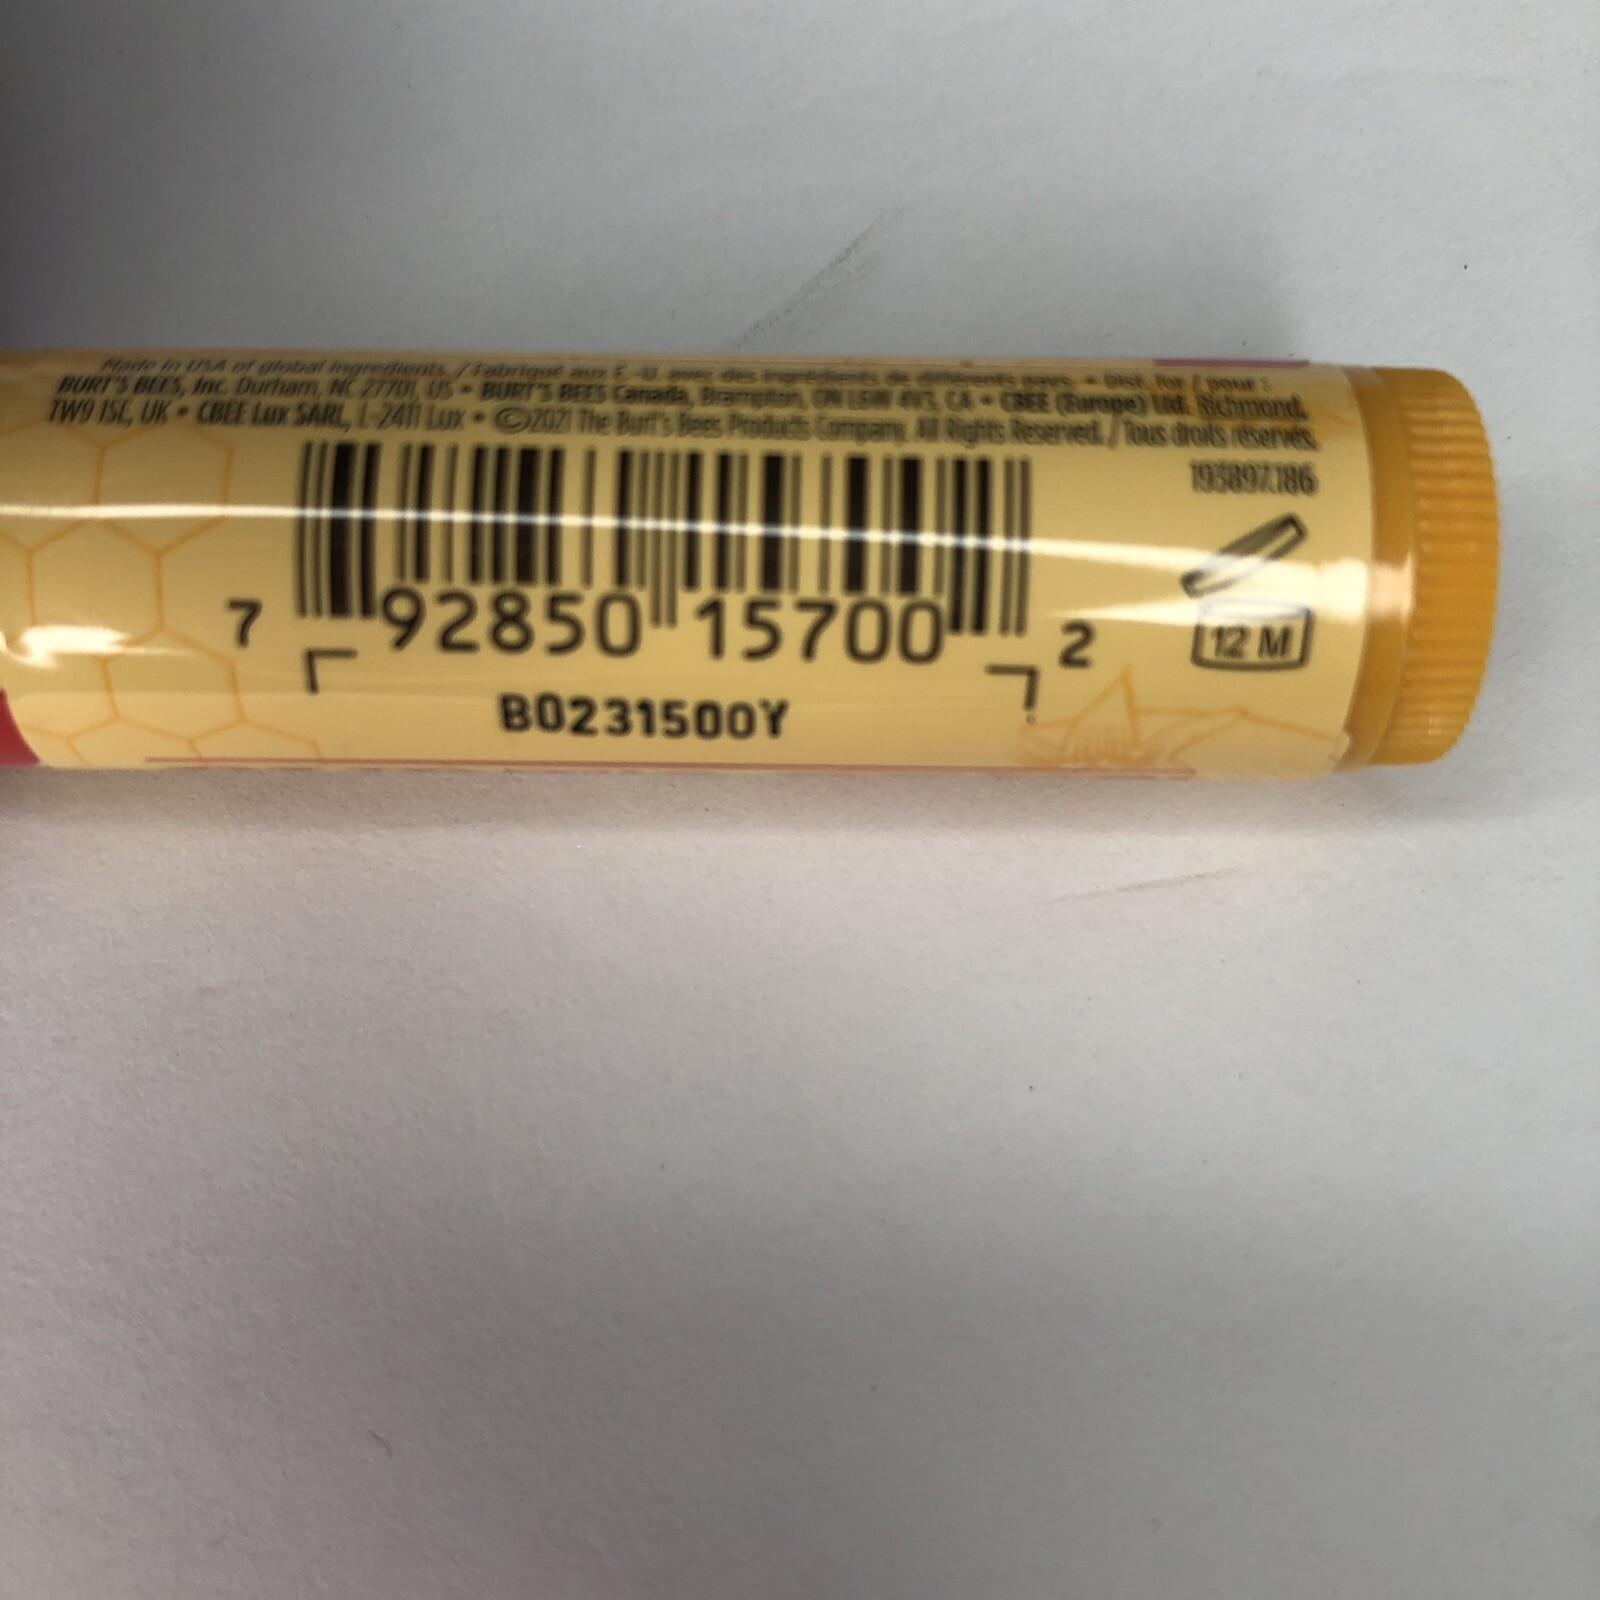 Made in USA of global ingredients. / Fabriqué aux É.-U. avec des ingrédients de différents pays. • Dist. for / pour :
BURT'S BEES, Inc. Durham, NC 27701, US • BURT'S BEES Canada, Brampton, ON L6W 4V3, CA • CBEE (Europe) Ltd. Richmond,
TW9 1SL, UK • CBEE Lux SARL, L-2411 Lux • ©2021 The Burt's Bees Products Company. All Rights Reserved. / Tous droits réservés.
193897.186
7 92850 15700 2
12 M
B0231500Y